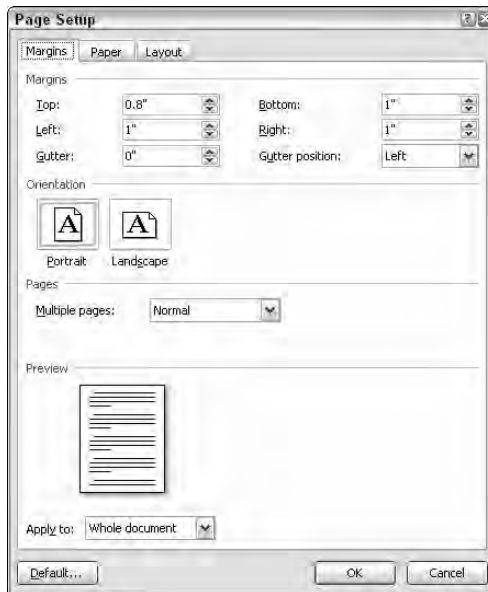 Page Setup
Margins Paper Layout
Margins
Top: 0.8" Bottom: 1"
Left: 1" Right: 1"
Gutter: 0" Gutter position: Left
Orientation
A A
Portrait Landscape
Pages
Multiple pages: Normal
Preview
Apply to: Whole document
Default... OK Cancel